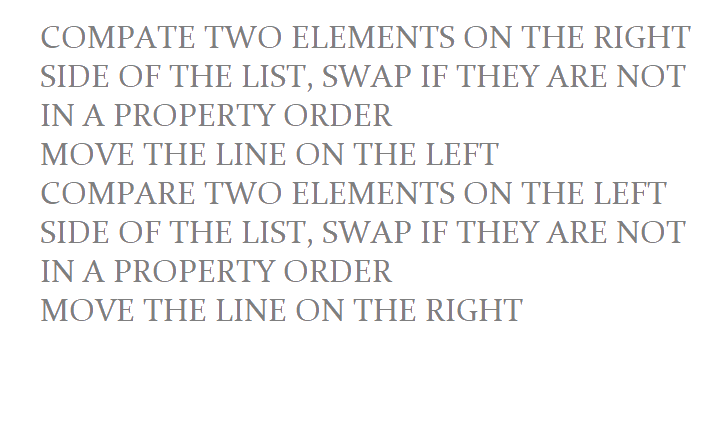 COMPATE TWO ELEMENTS ON THE RIGHT
SIDE OF THE LIST, SWAP IF THEY ARE NOT
IN A PROPERTY ORDER
MOVE THE LINE ON THE LEFT
COMPARE TWO ELEMENTS ON THE LEFT
SIDE OF THE LIST, SWAP IF THEY ARE NOT
IN A PROPERTY ORDER
MOVE THE LINE ON THE RIGHT